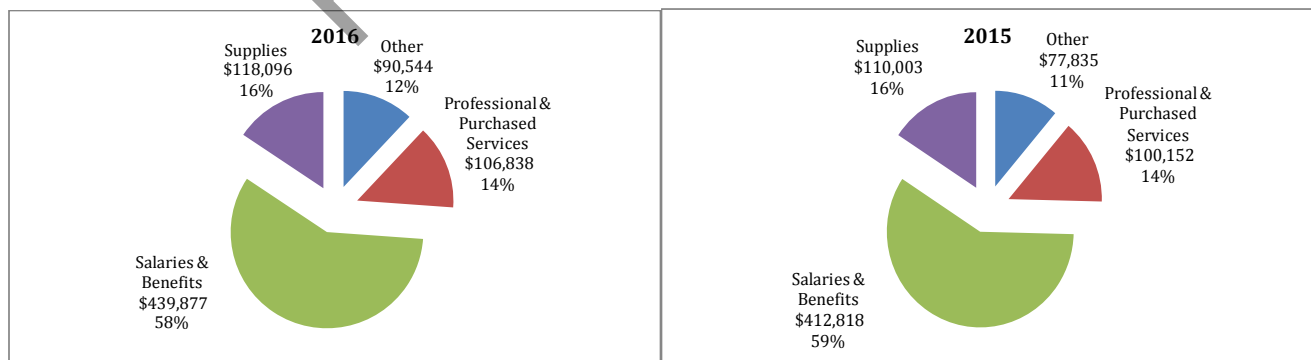 2016
Supplies
$118,096
16%
Other
$90,544
12%
Professional &
Purchased
Services
$106,838
14%
Salaries &
Benefits
$439,877
58%
2015
Supplies
$110,003
16%
Other
$77,835
11%
Professional &
Purchased
Services
$100,152
14%
Salaries &
Benefits
$412,818
59%